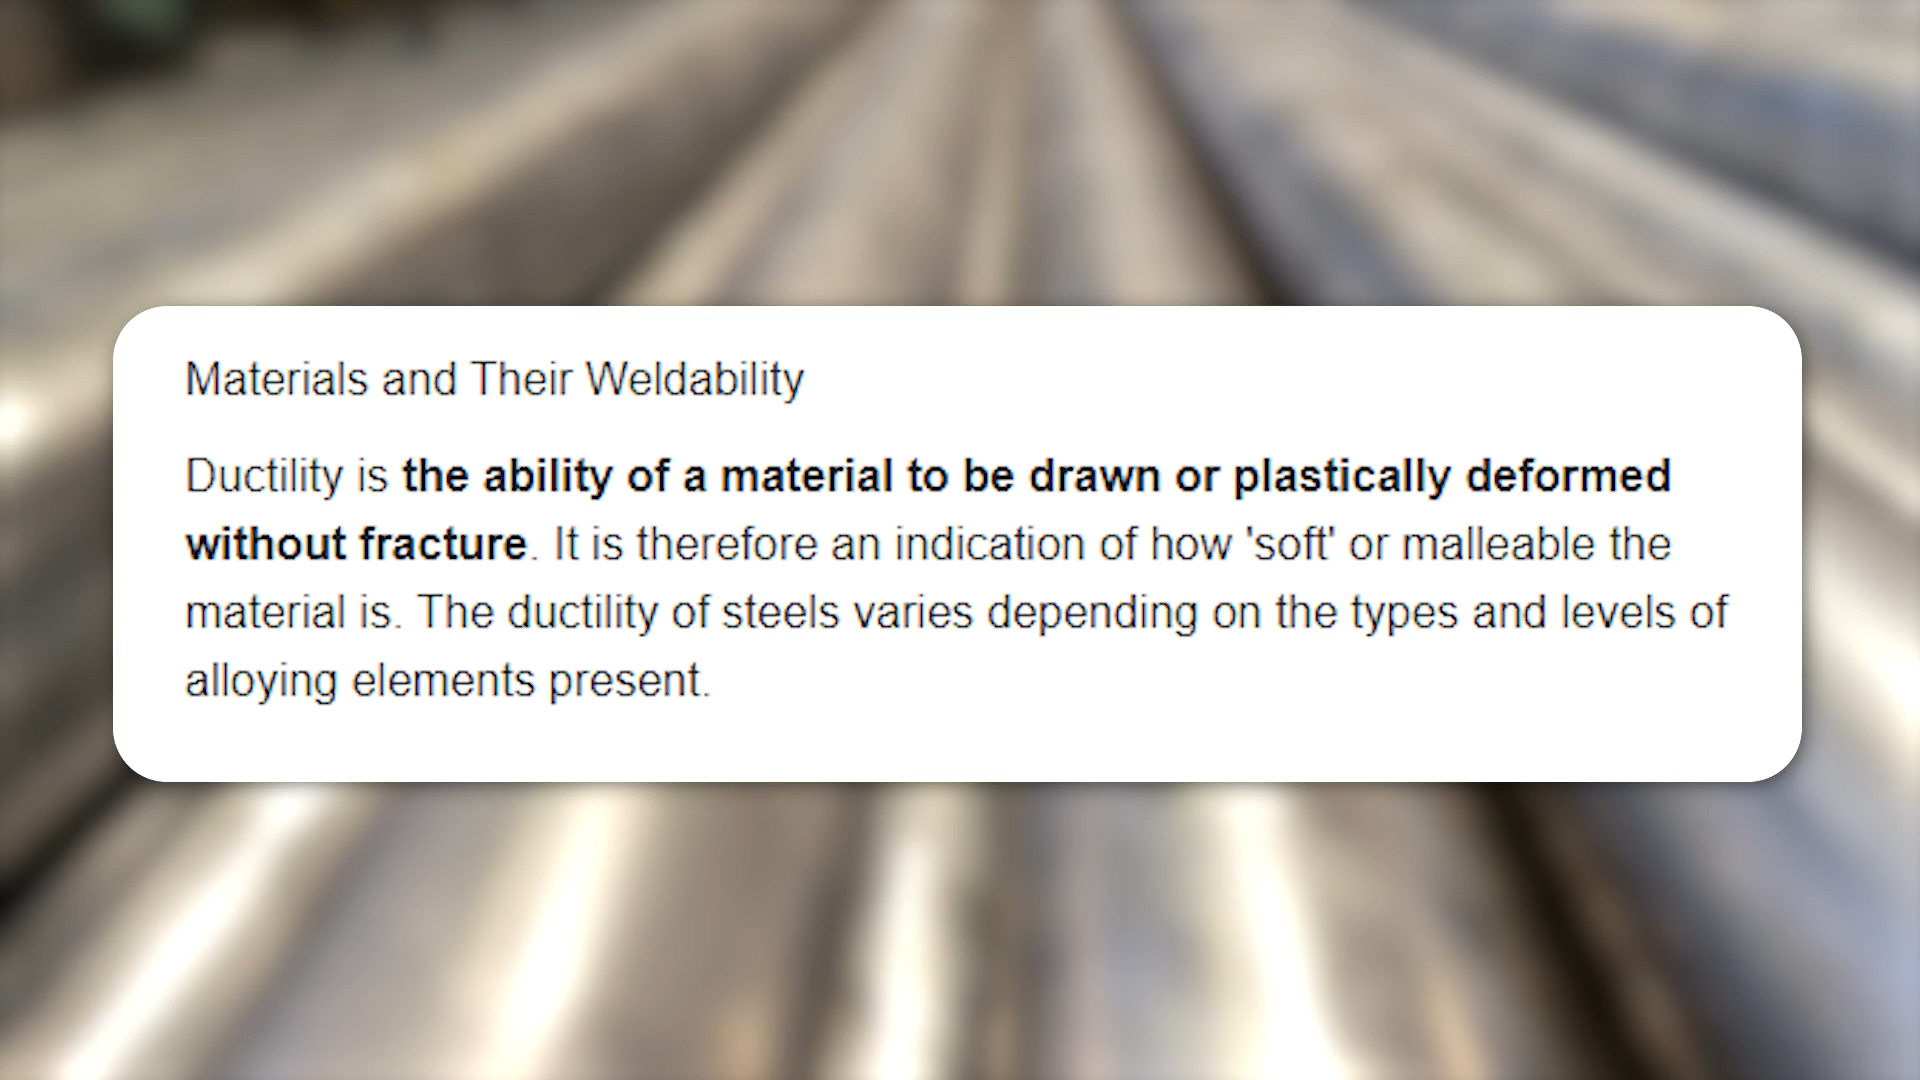 Materials and Their Weldability
Ductility is the ability of a material to be drawn or plastically deformed
without fracture. It is therefore an indication of how 'soft' or malleable the
material is. The ductility of steels varies depending on the types and levels of
alloying elements present.